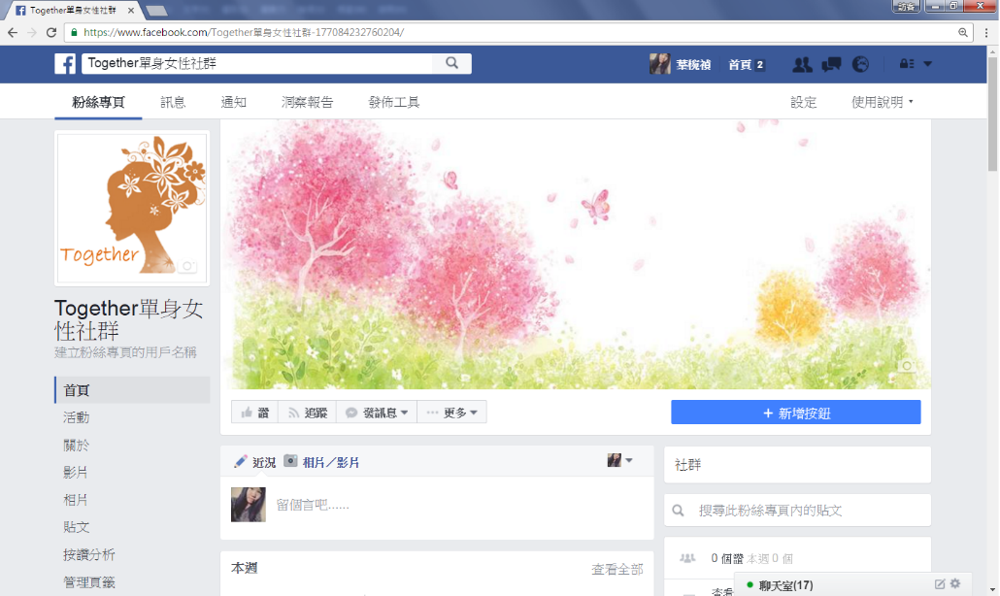 Together單身女性社群
訪客
https://www.facebook.com/Together單身女性社群-177084232760204/
Together單身女性社群
葉椀禎 首頁 2
粉絲專頁 訊息 通知 洞察報告 發佈工具 設定 使用說明
Together
Together單身女
性社群
建立粉絲專頁的用戶名稱
首頁
活動
關於
影片
相片
貼文
按讚分析
管理頁籤
讚 追蹤 發訊息 ··· 更多
+ 新增按鈕
近況 相片／影片
留個言吧......
本週 查看全部
社群
搜尋此粉絲專頁內的貼文
0 個讚 本週 0 個
聊天室(17)